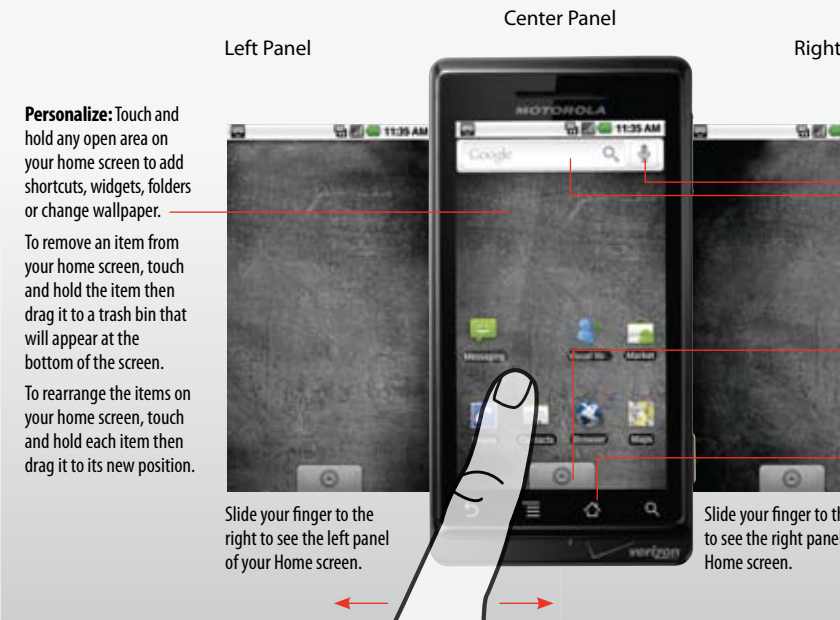 Center Panel
Left Panel
Right
Personalize: Touch and
hold any open area on
your home screen to add
shortcuts, widgets, folders
or change wallpaper.
To remove an item from
your home screen, touch
and hold the item then
drag it to a trash bin that
will appear at the
bottom of the screen.
To rearrange the items on
your home screen, touch
and hold each item then
drag it to its new position.
MOTOROLA
11:35 AM
11:35 AM
Google
Messaging
Market
Contacts
Browser
Maps
verizon
Slide your finger to the
right to see the left panel
of your Home screen.
Slide your finger to th
to see the right panel
Home screen.